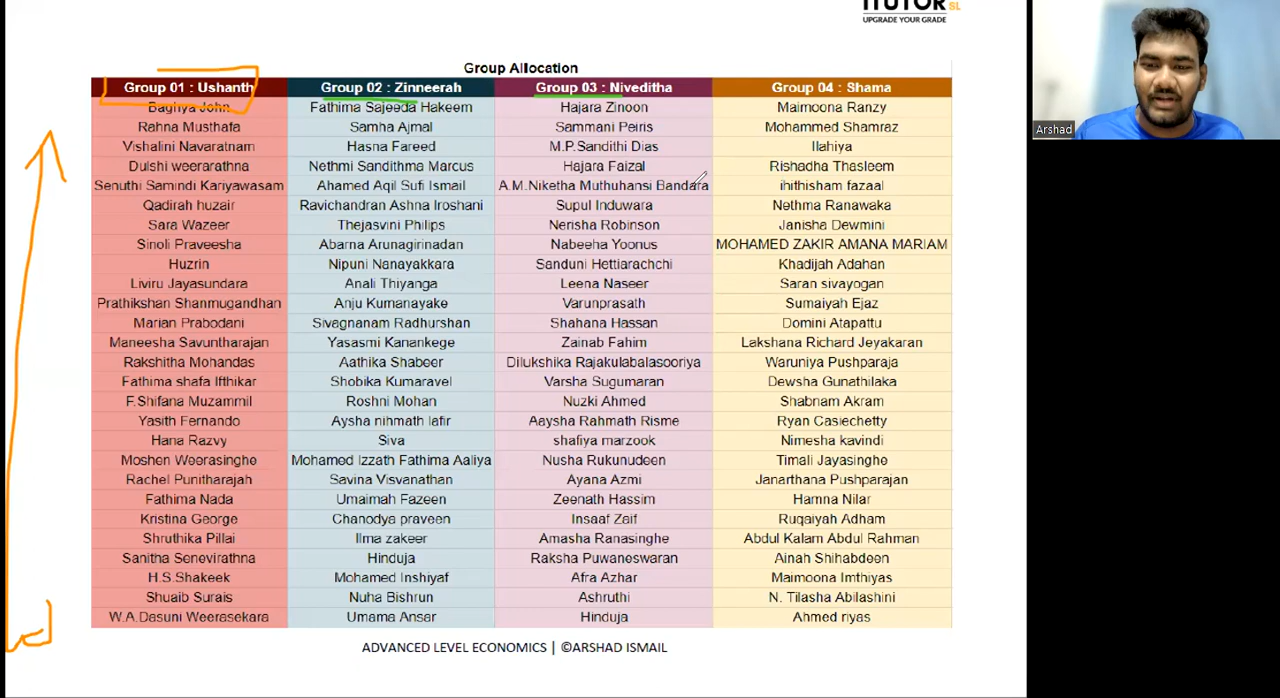 ITUTOR SL
UPGRADE YOUR GRADE
Arshad
Group Allocation
Group 01 : Ushanth Group 02 : Zinneerah Group 03 : Niveditha Group 04 : Shama
Baghya John Fathima Sajeeda Hakeem Hajara Zinoon Maimoona Ranzy
Rahna Musthafa Samha Ajmal Sammani Peiris Mohammed Shamraz
Vishalini Navaratnam Hasna Fareed M.P.Sandithi Dias Ilahiya
Dulshi weerarathna Nethmi Sandithma Marcus Hajara Faizal Rishadha Thasleem
Senuthi Samindi Kariyawasam Ahamed Aqil Sufi Ismail A.M.Niketha Muthuhansi Bandara ihithisham fazaal
Qadirah huzair Ravichandran Ashna Iroshani Supul Induwara Nethma Ranawaka
Sara Wazeer Thejasvini Philips Nerisha Robinson Janisha Dewmini
Sinoli Praveesha Abarna Arunagirinadan Nabeeha Yoonus MOHAMED ZAKIR AMANA MARIAM
Huzrin Nipuni Nanayakkara Sanduni Hettiarachchi Khadijah Adahan
Liviru Jayasundara Anali Thiyanga Leena Naseer Saran sivayogan
Prathikshan Shanmugandhan Anju Kumanayake Varunprasath Sumaiyah Ejaz
Marian Prabodani Sivagnanam Radhurshan Shahana Hassan Domini Atapattu
Maneesha Savuntharajan Yasasmi Kanankege Zainab Fahim Lakshana Richard Jeyakaran
Rakshitha Mohandas Aathika Shabeer Dilukshika Rajakulabalasooriya Waruniya Pushparaja
Fathima shafa Ifthikar Shobika Kumaravel Varsha Sugumaran Dewsha Gunathilaka
F.Shifana Muzammil Roshni Mohan Nuzki Ahmed Shabnam Akram
Yasith Fernando Aysha nihmath lafir Aaysha Rahmath Risme Ryan Casiechetty
Hana Razvy Siva shafiya marzook Nimesha kavindi
Moshen Weerasinghe Mohamed Izzath Fathima Aaliya Nusha Rukunudeen Timali Jayasinghe
Rachel Punitharajah Savina Visvanathan Ayana Azmi Janarthana Pushparajan
Fathima Nada Umaimah Fazeen Zeenath Hassim Hamna Nilar
Kristina George Chanodya praveen Insaaf Zaif Ruqaiyah Adham
Shruthika Pillai Ilma zakeer Amasha Ranasinghe Abdul Kalam Abdul Rahman
Sanitha Senevirathna Hinduja Raksha Puwaneswaran Ainah Shihabdeen
H.S.Shakeek Mohamed Inshiyaf Afra Azhar Maimoona Imthiyas
Shuaib Surais Nuha Bishrun Ashruthi N. Tilasha Abilashini
W.A.Dasuni Weerasekara Umama Ansar Hinduja Ahmed riyas
ADVANCED LEVEL ECONOMICS | ©ARSHAD ISMAIL